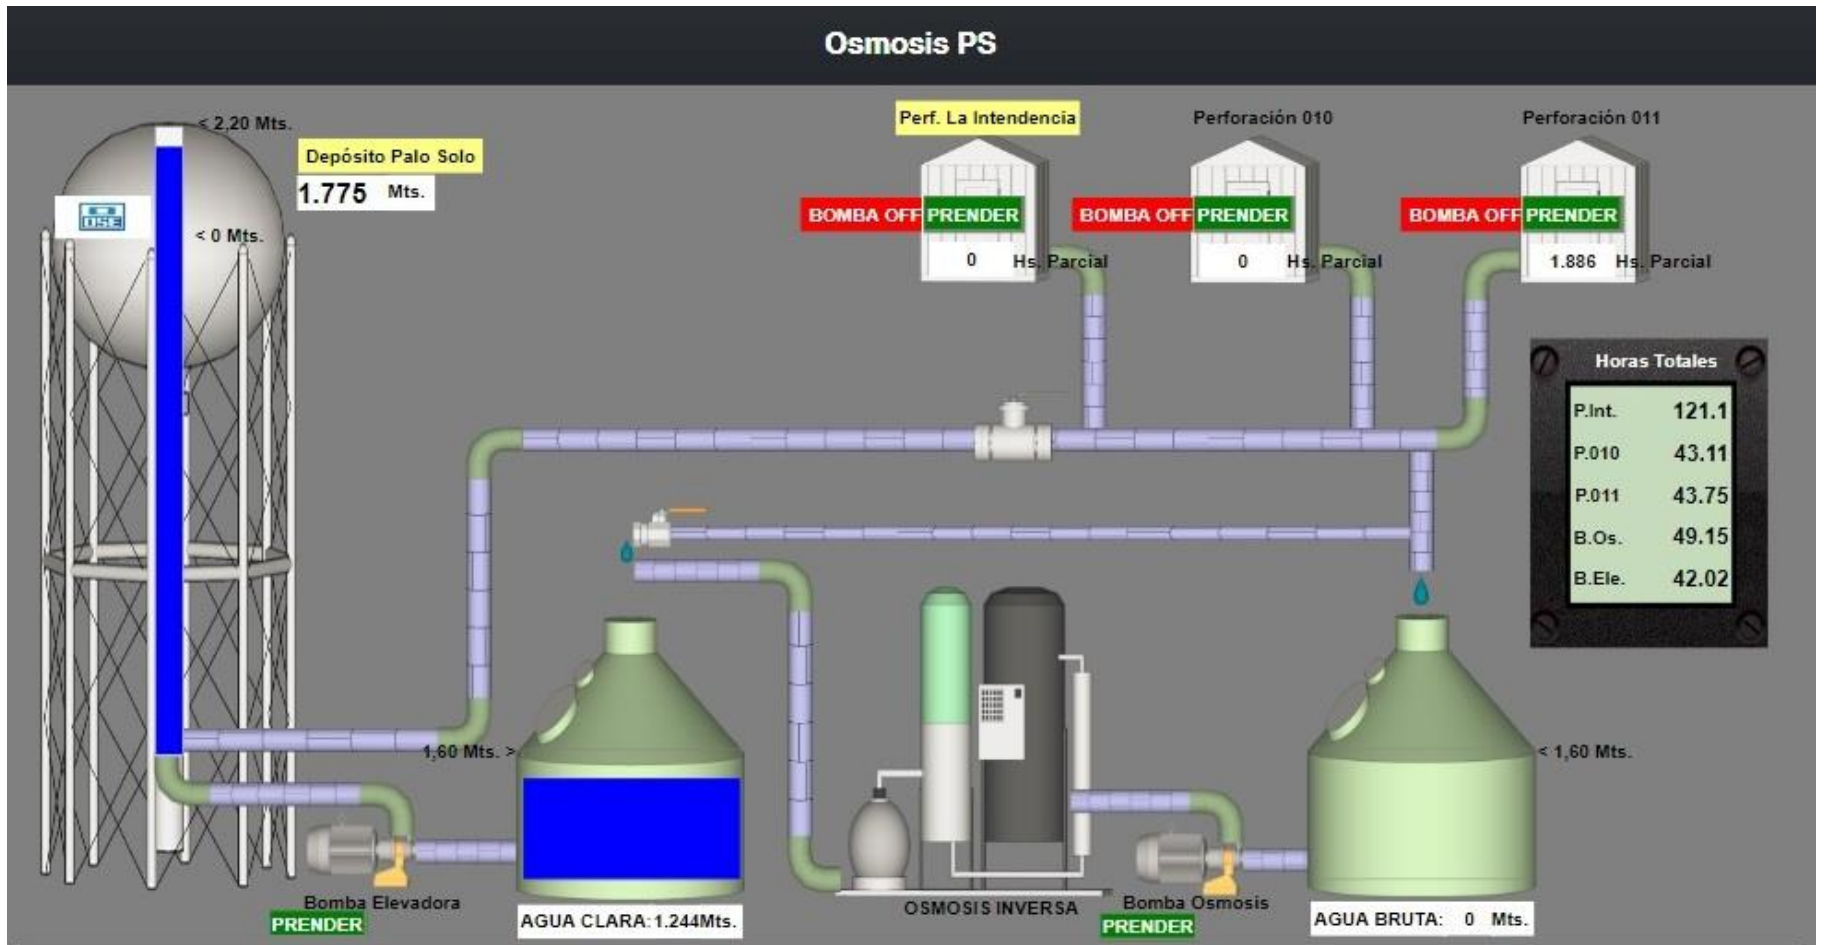 Osmosis PS
< 2,20 Mts.
Depósito Palo Solo
1.775 Mts.
OSE
< 0 Mts.
Perf. La Intendencia
BOMBA OFF PRENDER
0 Hs. Parcial
Perforación 010
BOMBA OFF PRENDER
0 Hs. Parcial
Perforación 011
BOMBA OFF PRENDER
1.886 Hs. Parcial
Horas Totales
P.Int. 121.1
P.010 43.11
P.011 43.75
B.Os. 49.15
B.Ele. 42.02
1,60 Mts. >
< 1,60 Mts.
Bomba Elevadora
PRENDER
AGUA CLARA: 1.244 Mts.
OSMOSIS INVERSA
Bomba Osmosis
PRENDER
AGUA BRUTA: 0 Mts.